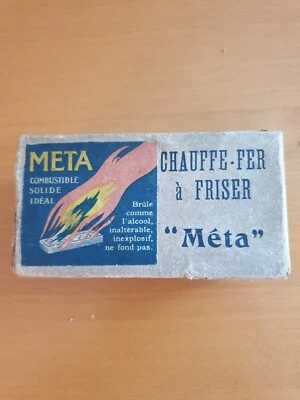 META
COMBUSTIBLE
SOLIDE
IDÉAL
Brûle
comme
l'alcool,
inaltérable,
inexplosif,
ne fond pas.
CHAUFFE-FER
à FRISER
"Méta"